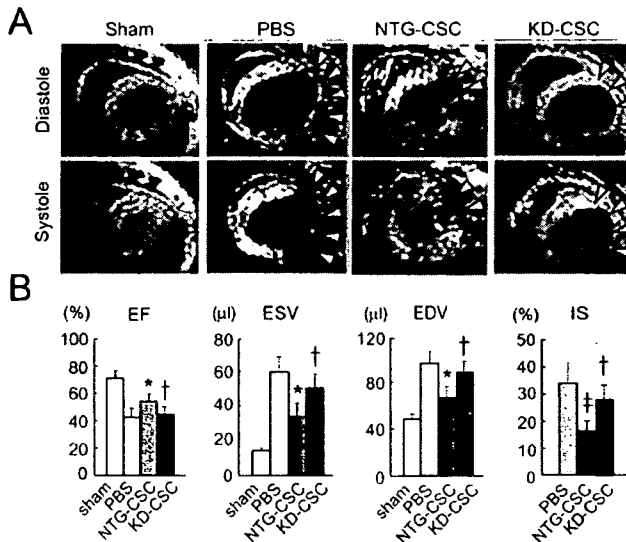 A
Sham PBS NTG-CSC KD-CSC
Diastole
Systole
B
(%) EF (μl) ESV (μl) EDV (%) IS
100 80 60 40 20 0
80 60 40 20 0
120 80 40 0
40 30 20 10 0
* †
* †
* †
‡ †
sham PBS NTG-CSC KD-CSC
sham PBS NTG-CSC KD-CSC
sham PBS NTG-CSC KD-CSC
PBS NTG-CSC KD-CSC